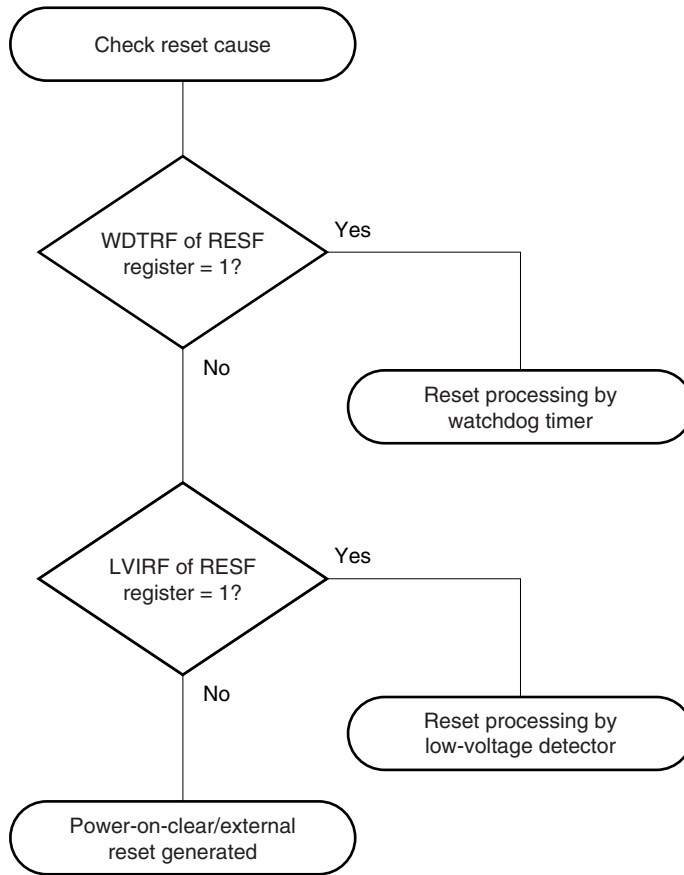 Check reset cause
WDTRF of RESF
register = 1?
Yes
No
Reset processing by
watchdog timer
LVIRF of RESF
register = 1?
Yes
No
Reset processing by
low-voltage detector
Power-on-clear/external
reset generated